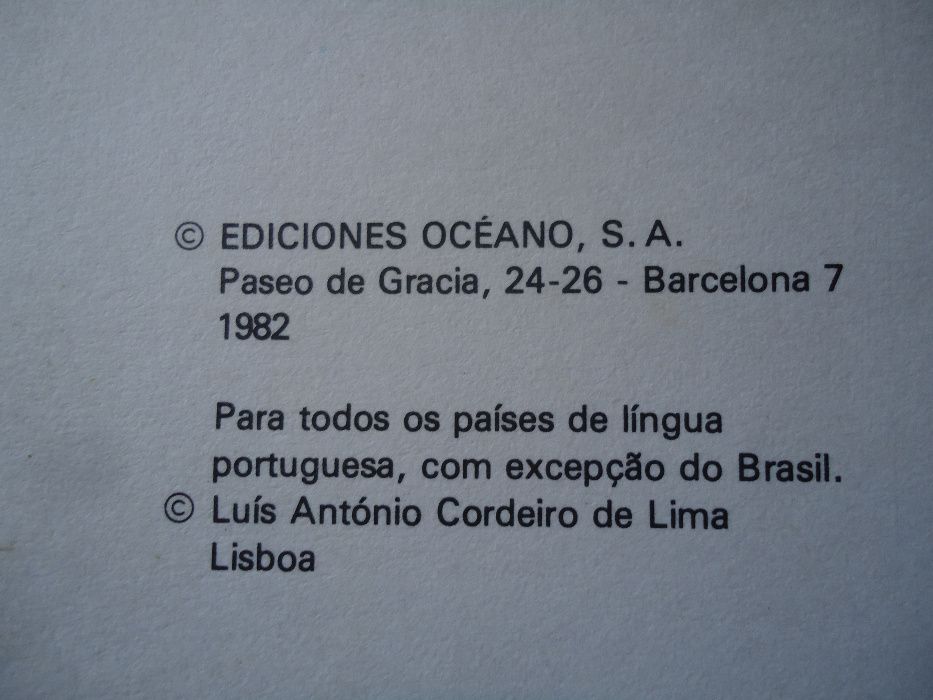 © EDICIONES OCÉANO, S. A.
Paseo de Gracia, 24-26 - Barcelona 7
1982
Para todos os países de língua
portuguesa, com excepção do Brasil.
© Luís António Cordeiro de Lima
Lisboa